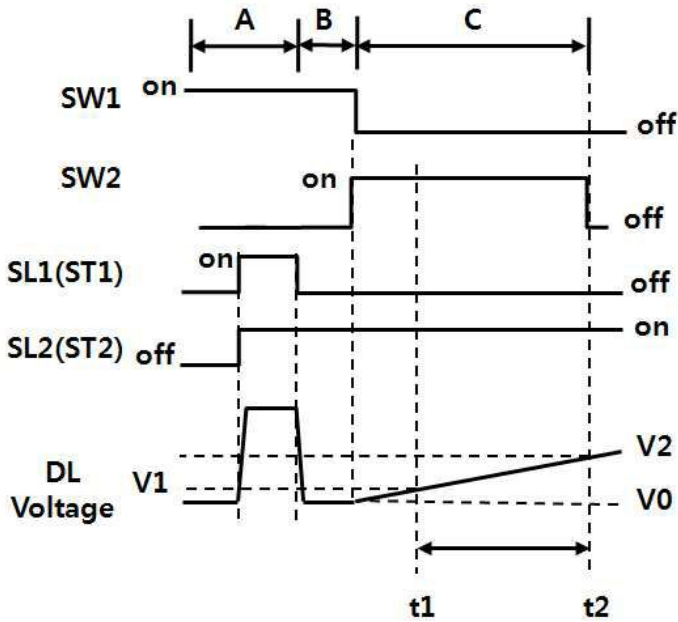 A B C
SW1 on off
SW2 on off
SL1(ST1) on off
SL2(ST2) off on
DL Voltage V1 V2 V0
t1 t2